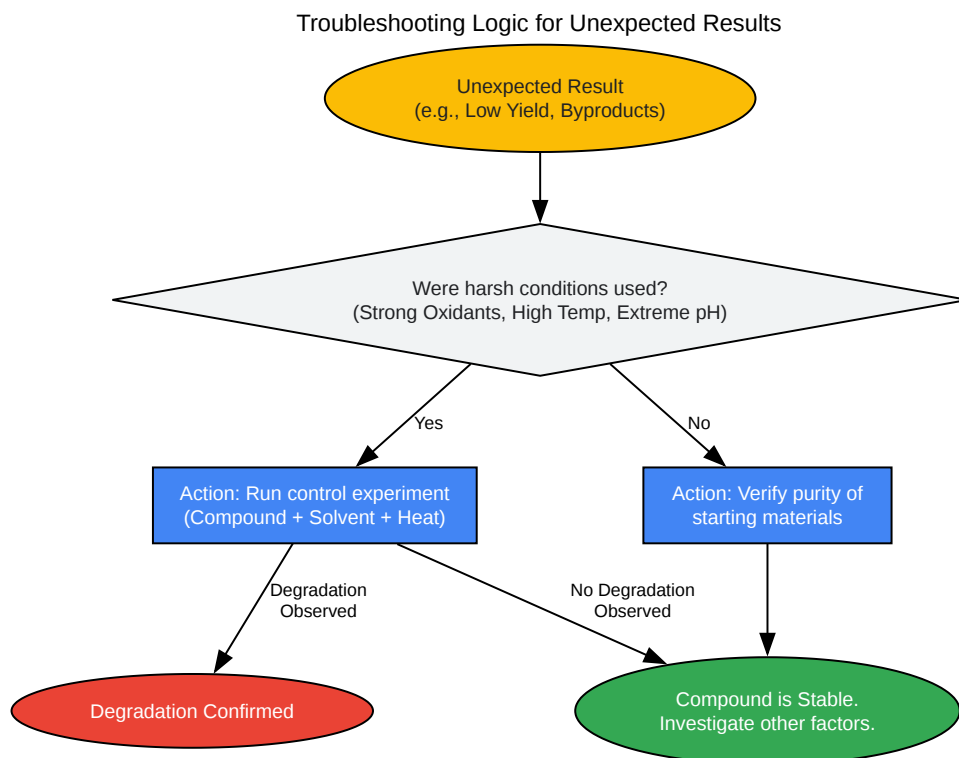 Troubleshooting Logic for Unexpected Results
Unexpected Result
(e.g., Low Yield, Byproducts)
Were harsh conditions used?
(Strong Oxidants, High Temp, Extreme pH)
Yes
No
Action: Run control experiment
(Compound + Solvent + Heat)
Action: Verify purity of
starting materials
Degradation
Observed
No Degradation
Observed
Degradation Confirmed
Compound is Stable.
Investigate other factors.